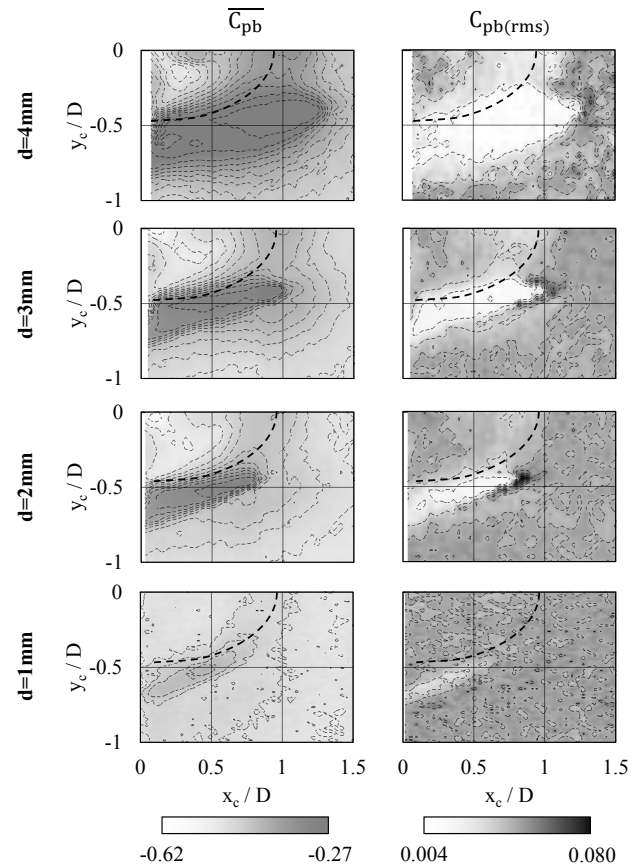 C̅p̅b̅ Cpb(rms)
d=4mm
yc / D
0
-0.5
-1
d=3mm
yc / D
0
-0.5
-1
d=2mm
yc / D
0
-0.5
-1
d=1mm
yc / D
0
-0.5
-1
0 0.5 1 1.5 0 0.5 1 1.5
xc / D xc / D
-0.62 -0.27 0.004 0.080